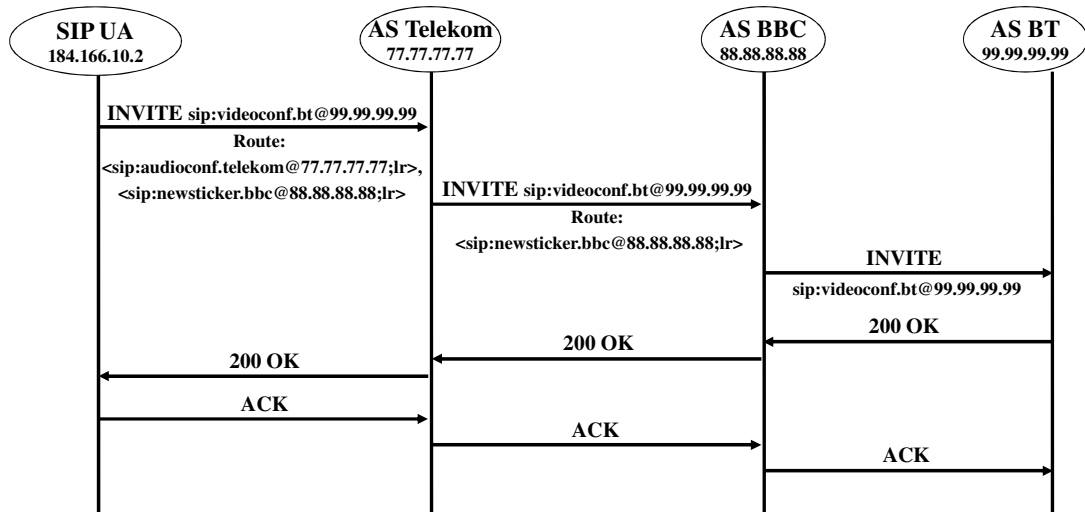 SIP UA
184.166.10.2
AS Telekom
77.77.77.77
AS BBC
88.88.88.88
AS BT
99.99.99.99
INVITE sip:videoconf.bt@99.99.99.99
Route:
<sip:audioconf.telekom@77.77.77.77;lr>,
<sip:newsticker.bbc@88.88.88.88;lr>
INVITE sip:videoconf.bt@99.99.99.99
Route:
<sip:newsticker.bbc@88.88.88.88;lr>
INVITE
sip:videoconf.bt@99.99.99.99
200 OK
200 OK
200 OK
ACK
ACK
ACK